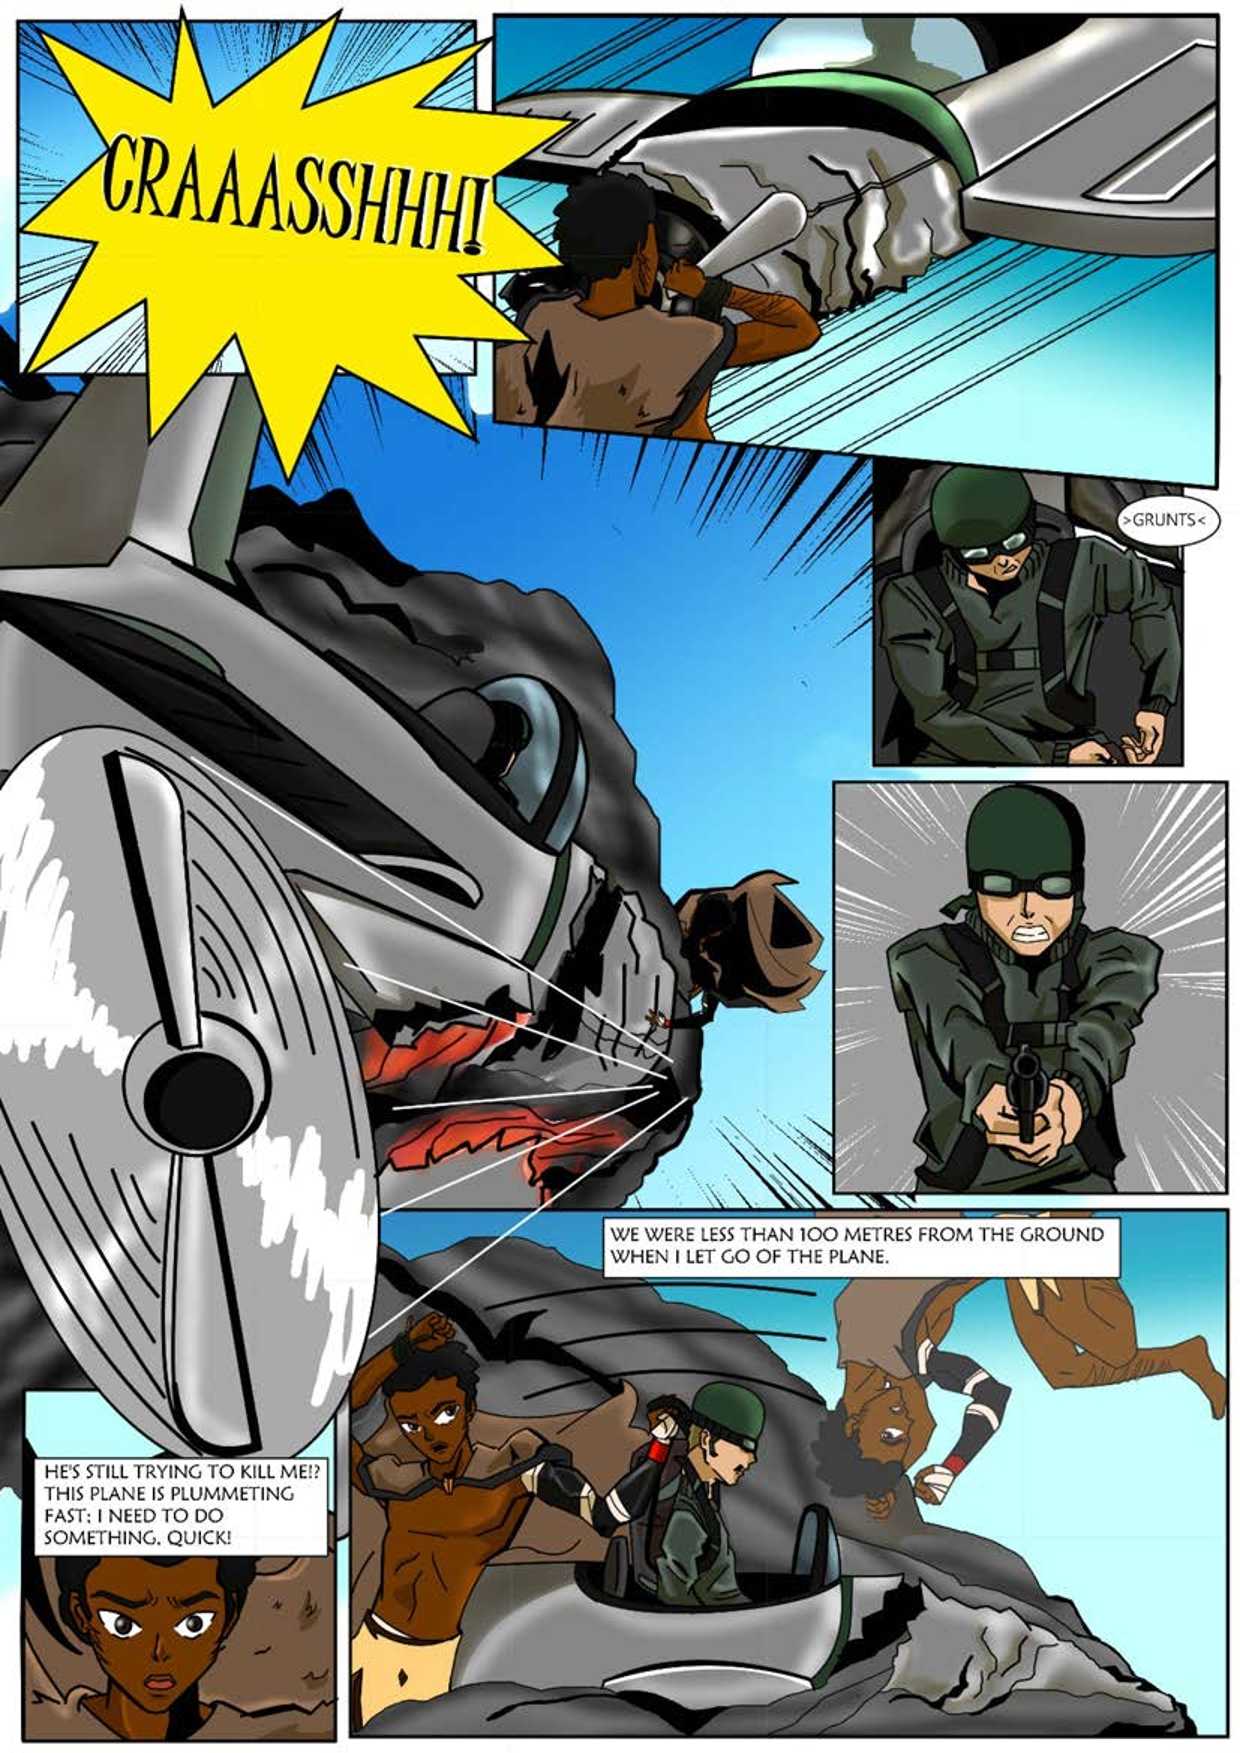 CRAAASSHHH!
>GRUNTS<
WE WERE LESS THAN 100 METRES FROM THE GROUND
WHEN I LET GO OF THE PLANE.
HE'S STILL TRYING TO KILL ME!?
THIS PLANE IS PLUMMETING
FAST; I NEED TO DO
SOMETHING, QUICK!